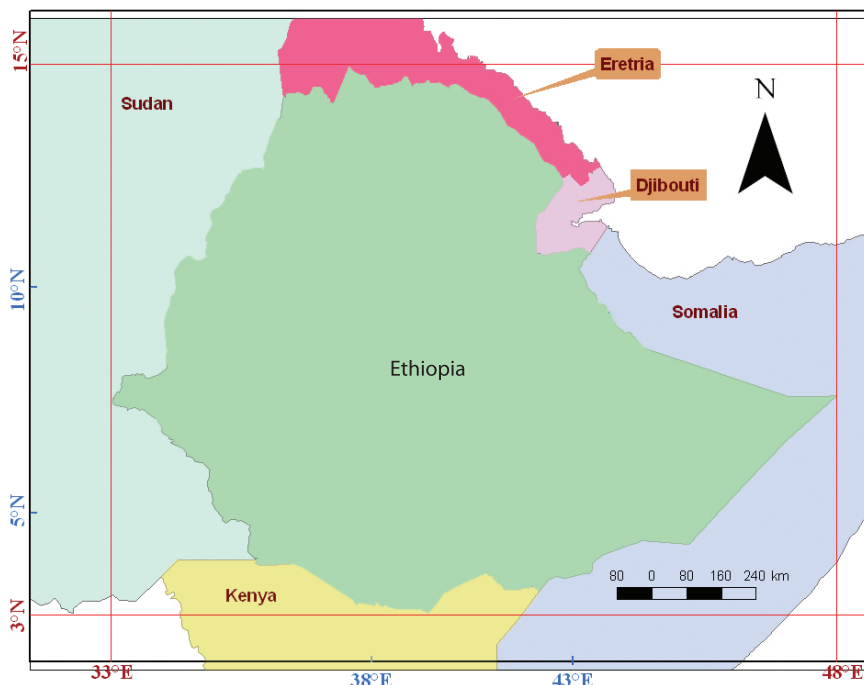 15°N
Eretria
N
Sudan
Djibouti
10°N
Somalia
Ethiopia
5°N
80 0 80 160 240 km
Kenya
3°N
33°E
38°E
43°E
48°E